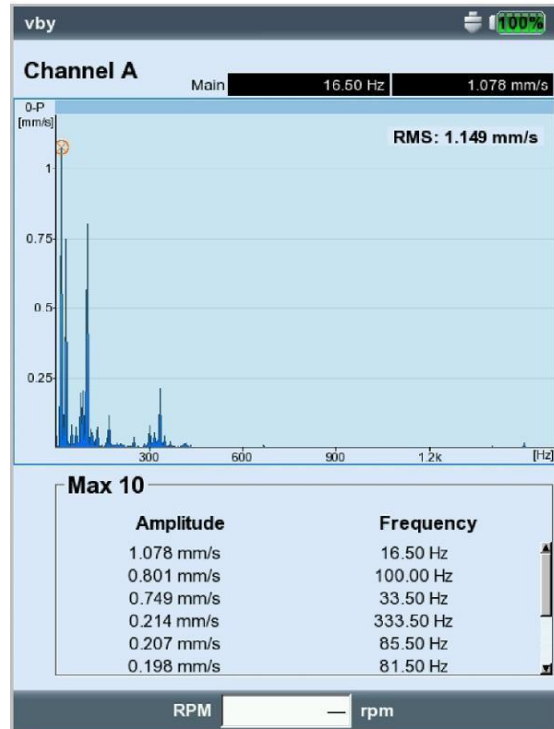 vby
100%
Channel A
Main 16.50 Hz 1.078 mm/s
0-P
[mm/s]
RMS: 1.149 mm/s
1
0.75
0.5
0.25
300 600 900 1.2k [Hz]
Max 10
Amplitude Frequency
1.078 mm/s 16.50 Hz
0.801 mm/s 100.00 Hz
0.749 mm/s 33.50 Hz
0.214 mm/s 333.50 Hz
0.207 mm/s 85.50 Hz
0.198 mm/s 81.50 Hz
RPM — rpm